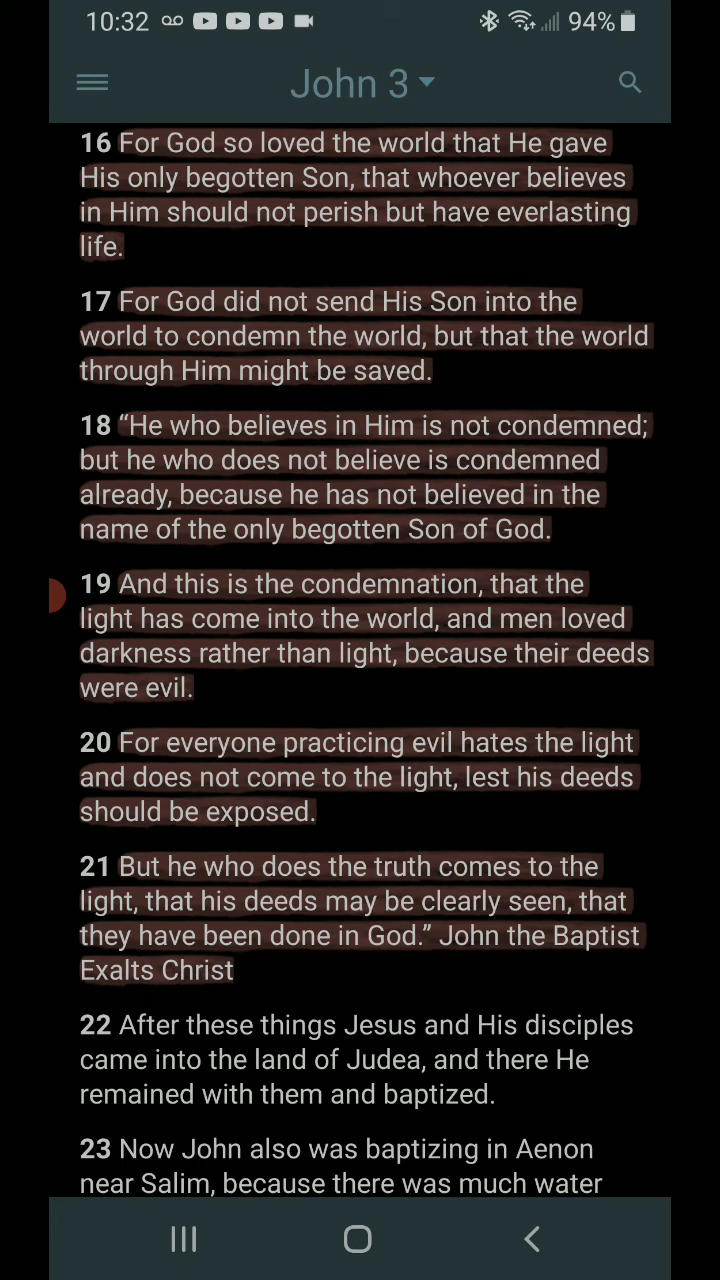 10:32 94%
John 3
16 For God so loved the world that He gave
His only begotten Son, that whoever believes
in Him should not perish but have everlasting
life.
17 For God did not send His Son into the
world to condemn the world, but that the world
through Him might be saved.
18 “He who believes in Him is not condemned;
but he who does not believe is condemned
already, because he has not believed in the
name of the only begotten Son of God.
19 And this is the condemnation, that the
light has come into the world, and men loved
darkness rather than light, because their deeds
were evil.
20 For everyone practicing evil hates the light
and does not come to the light, lest his deeds
should be exposed.
21 But he who does the truth comes to the
light, that his deeds may be clearly seen, that
they have been done in God.” John the Baptist
Exalts Christ
22 After these things Jesus and His disciples
came into the land of Judea, and there He
remained with them and baptized.
23 Now John also was baptizing in Aenon
near Salim, because there was much water